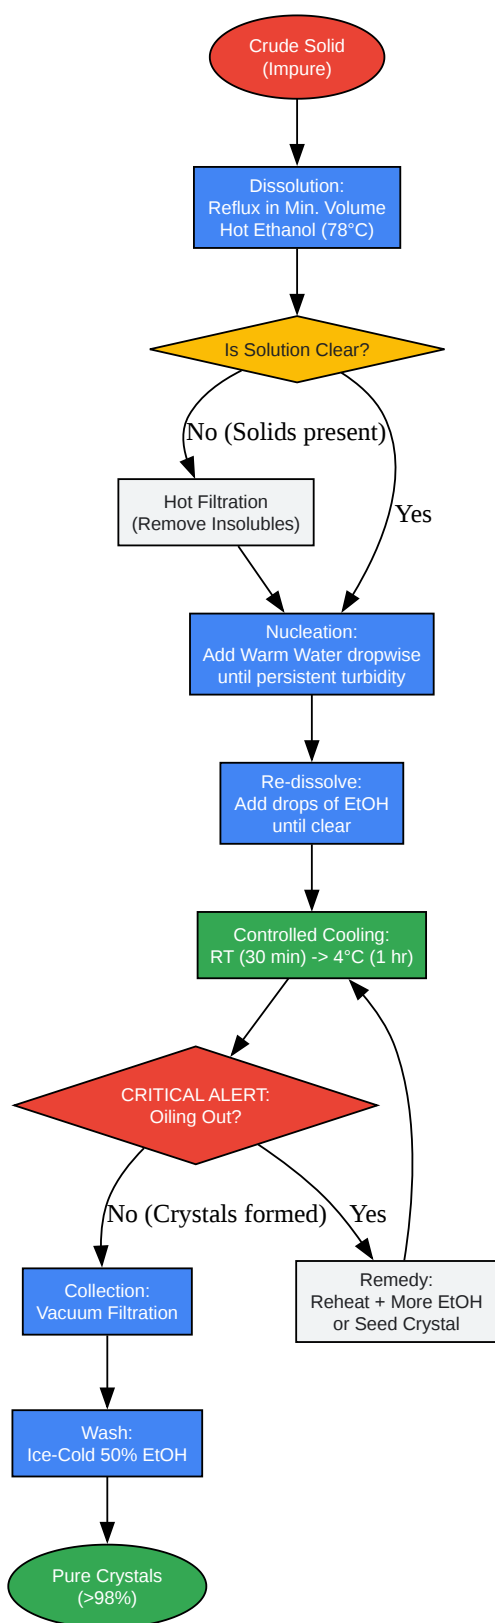 Crude Solid
(Impure)
Dissolution:
Reflux in Min. Volume
Hot Ethanol (78°C)
Is Solution Clear?
No (Solids present)
Hot Filtration
(Remove Insolubles)
Yes
Nucleation:
Add Warm Water dropwise
until persistent turbidity
Re-dissolve:
Add drops of EtOH
until clear
Controlled Cooling:
RT (30 min) -> 4°C (1 hr)
CRITICAL ALERT:
Oiling Out?
No (Crystals formed)
Yes
Collection:
Vacuum Filtration
Remedy:
Reheat + More EtOH
or Seed Crystal
Wash:
Ice-Cold 50% EtOH
Pure Crystals
(>98%)